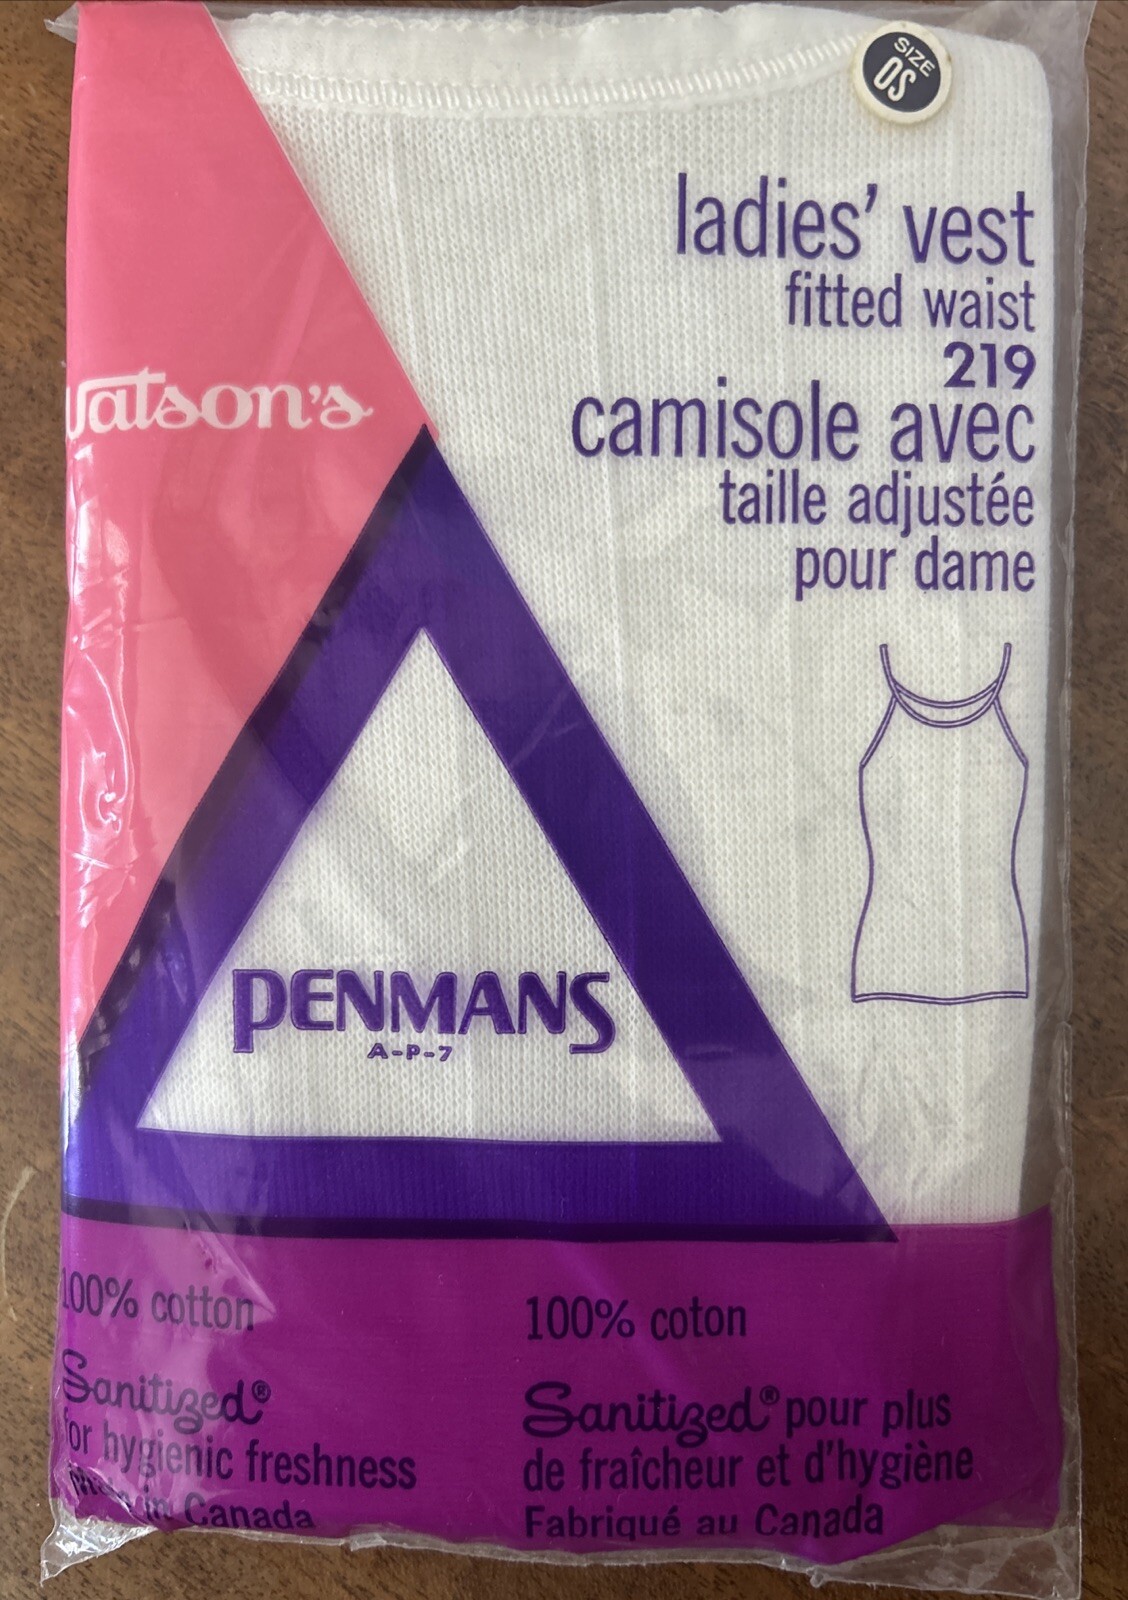 SIZE
OS
ladies' vest
fitted waist
219
camisole avec
taille adjustée
pour dame
Watson's
PENMANS
A-P-7
100% cotton
Sanitized®
for hygienic freshness
in Canada
100% coton
Sanitized® pour plus
de fraîcheur et d'hygiène
Fabriqué au Canada